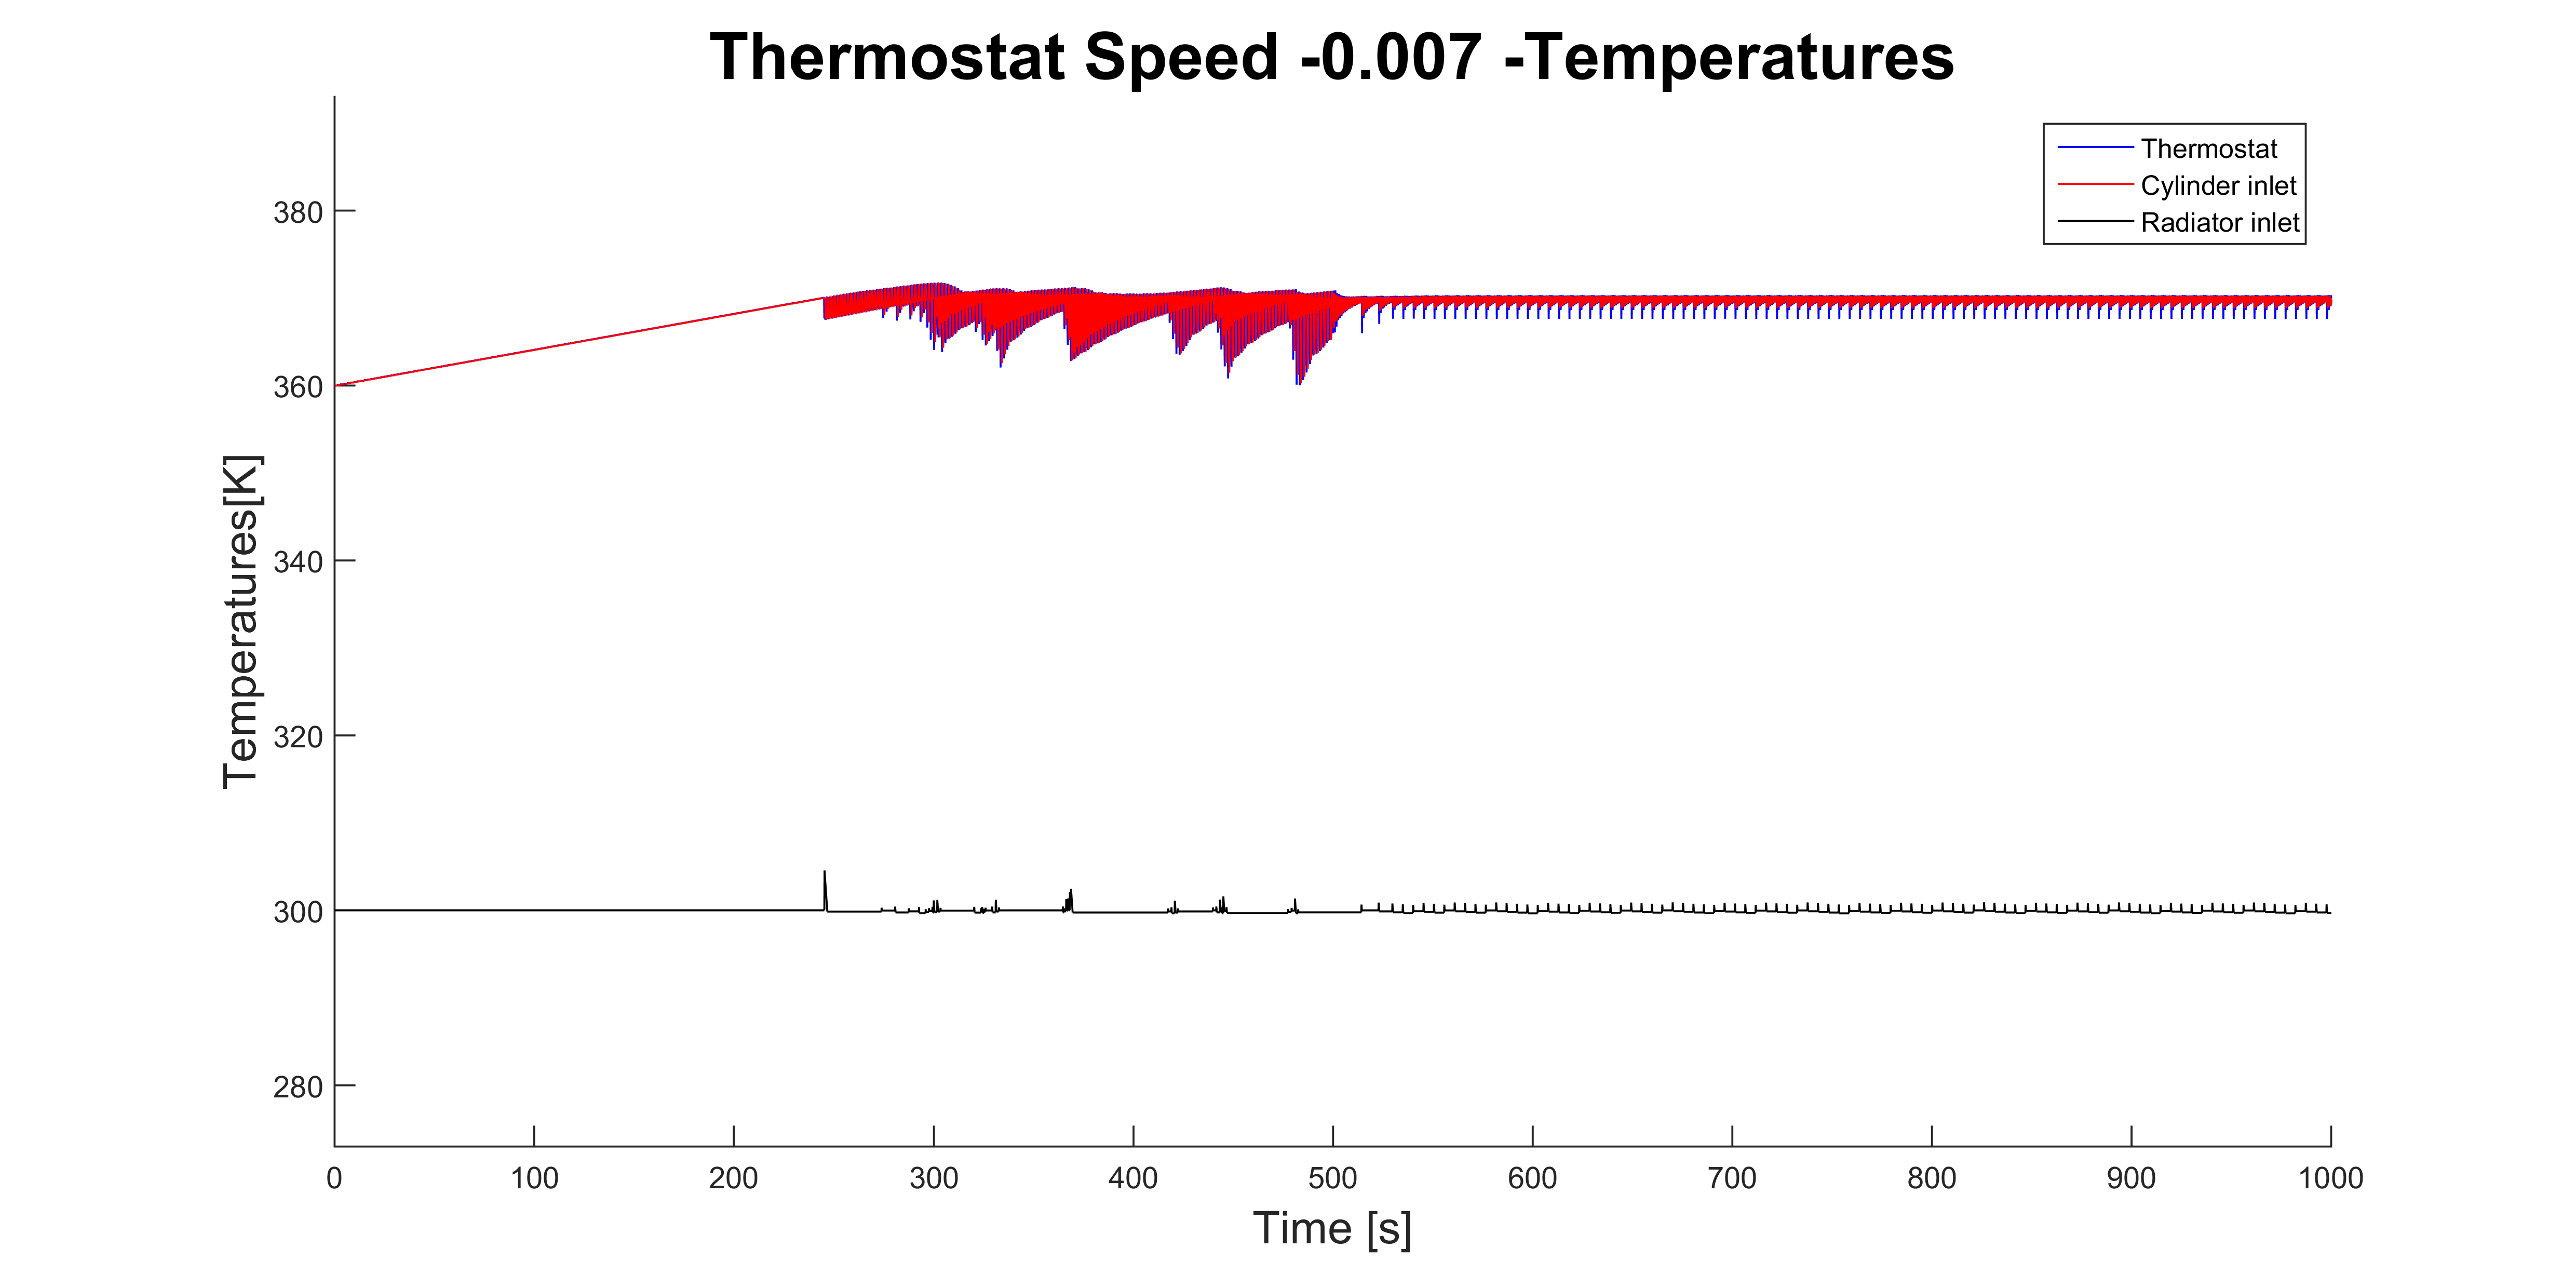 Thermostat Speed -0.007 -Temperatures
Thermostat
Cylinder inlet
Radiator inlet
Temperatures[K]
380
360
340
320
300
280
0 100 200 300 400 500 600 700 800 900 1000
Time [s]